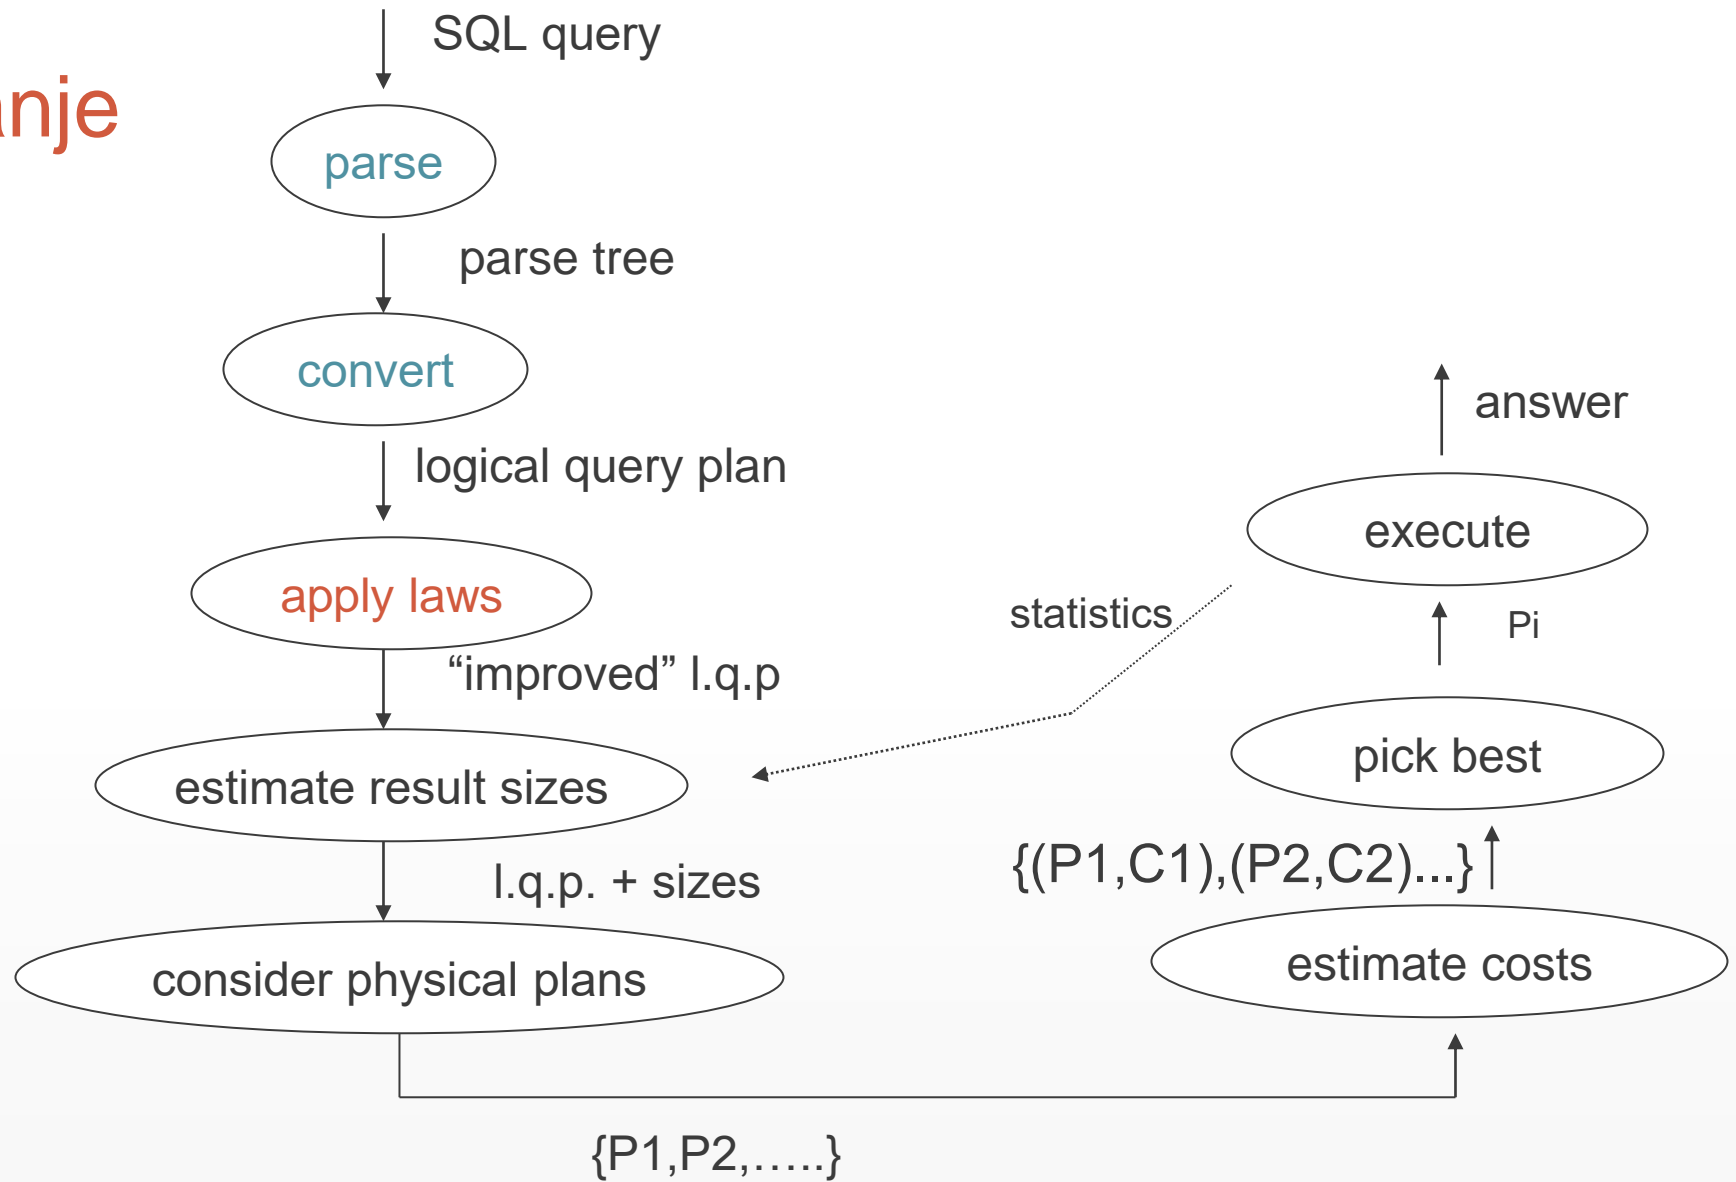 SQL query
anje
parse
parse tree
convert
logical query plan
apply laws
“improved” l.q.p
estimate result sizes
l.q.p. + sizes
consider physical plans
{P1,P2,…..}
estimate costs
{(P1,C1),(P2,C2)...}
pick best
Pi
execute
statistics
answer